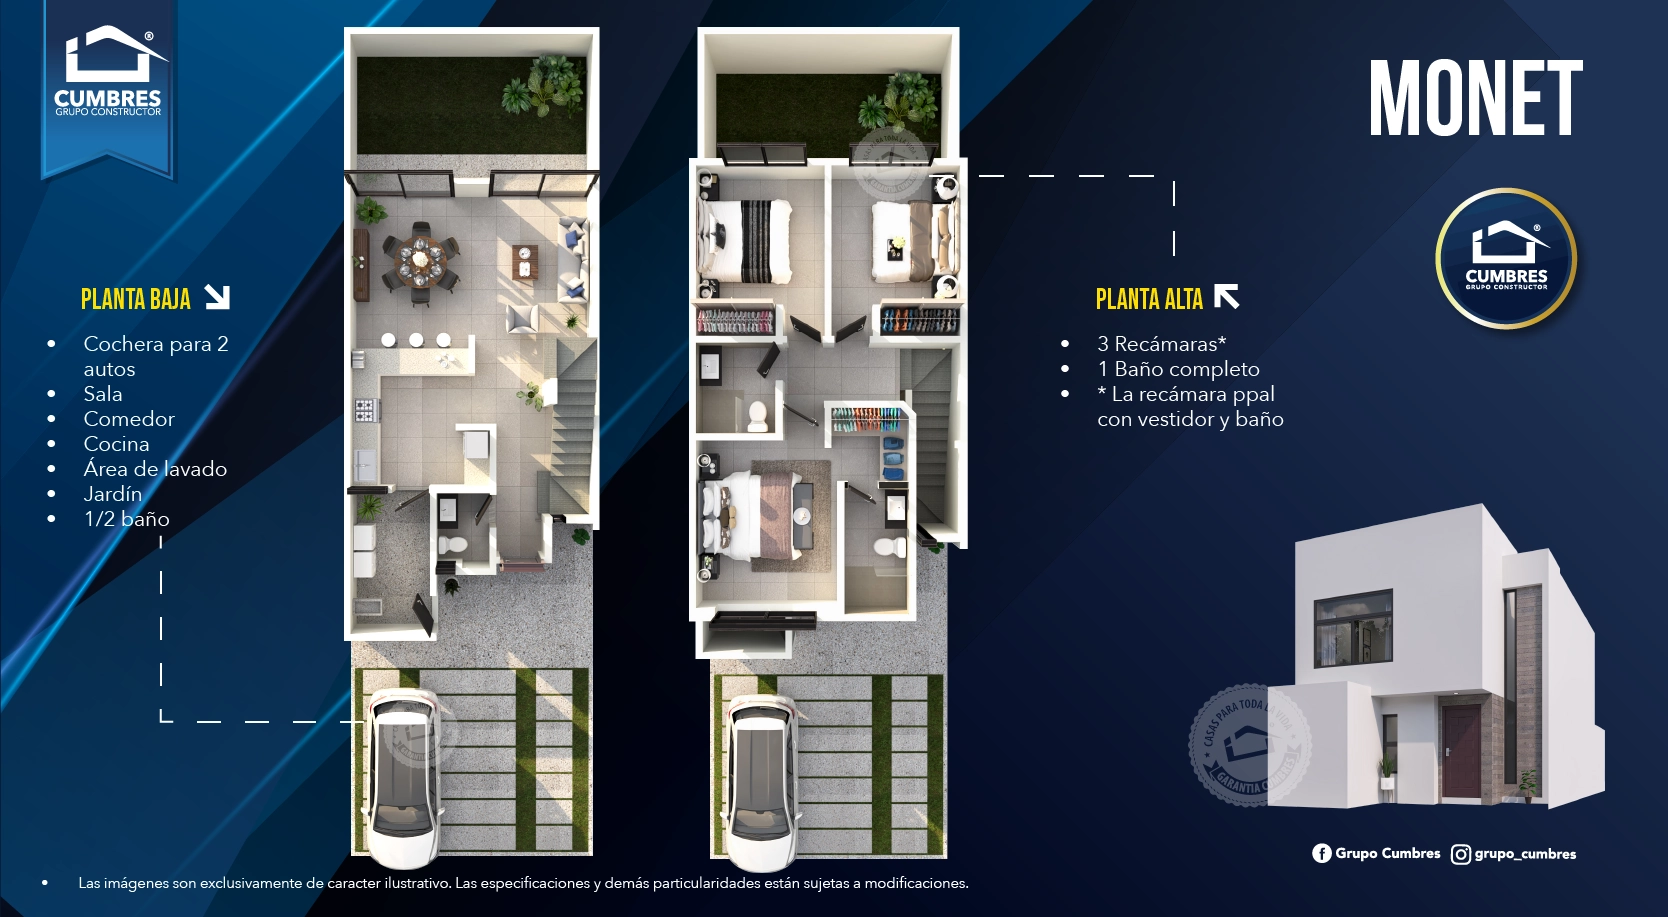 ®
CUMBRES
GRUPO CONSTRUCTOR
MONET
®
CUMBRES
GRUPO CONSTRUCTOR
PLANTA BAJA
• Cochera para 2
autos
• Sala
• Comedor
• Cocina
• Área de lavado
• Jardín
• 1/2 baño
PLANTA ALTA
• 3 Recámaras*
• 1 Baño completo
• * La recámara ppal
con vestidor y baño
CASAS PARA TODA LA VIDA
GARANTIA CUMBRES
Grupo Cumbres
grupo_cumbres
• Las imágenes son exclusivamente de caracter ilustrativo. Las especificaciones y demás particularidades están sujetas a modificaciones.